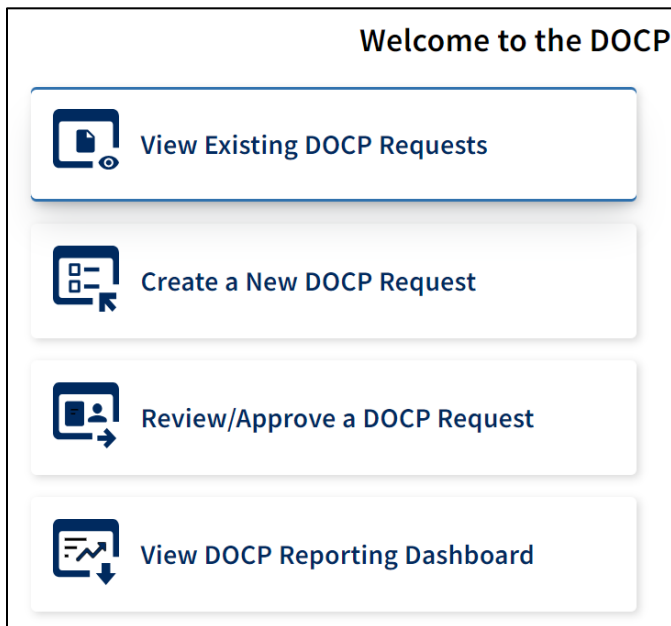 Welcome to the DOCP
View Existing DOCP Requests
Create a New DOCP Request
Review/Approve a DOCP Request
View DOCP Reporting Dashboard